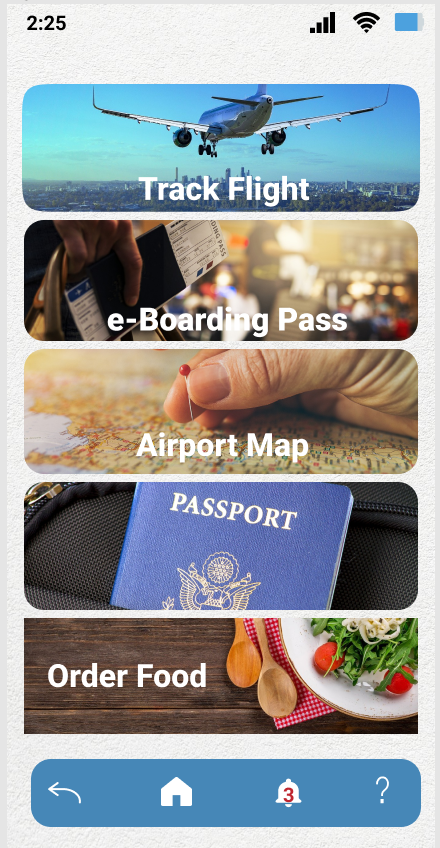 2:25
Track Flight
e-Boarding Pass
Airport Map
PASSPORT
Order Food
3
?